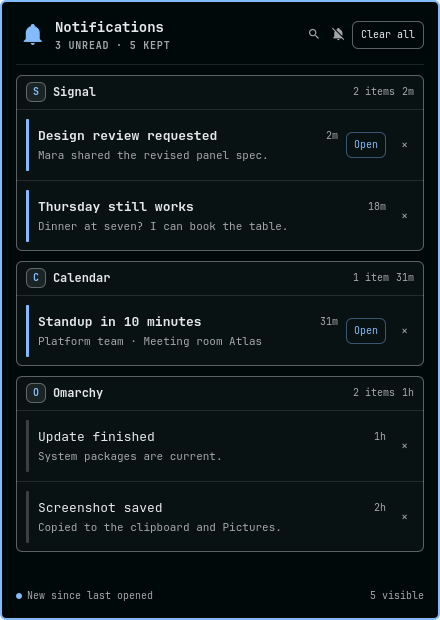 Notifications
3 UNREAD · 5 KEPT
Clear all
S Signal 2 items 2m
Design review requested 2m
Mara shared the revised panel spec.
Open ×
Thursday still works 18m
Dinner at seven? I can book the table.
×
C Calendar 1 item 31m
Standup in 10 minutes 31m
Platform team · Meeting room Atlas
Open ×
O Omarchy 2 items 1h
Update finished 1h
System packages are current.
×
Screenshot saved 2h
Copied to the clipboard and Pictures.
×
New since last opened 5 visible